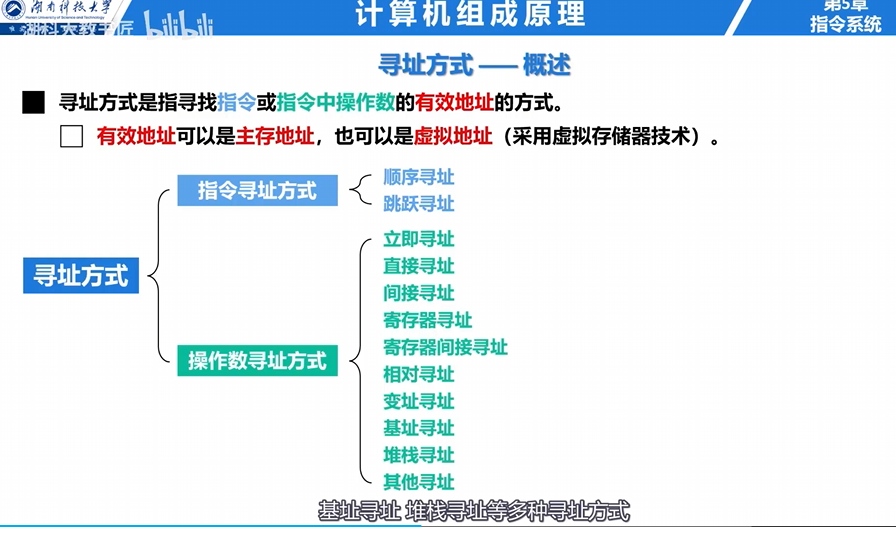 湖南科技大学
Hunan University of Science and Technology
湖科大教书匠
bilibili
计算机组成原理
第5章
指令系统
寻址方式 —— 概述
寻址方式是指寻找指令或指令中操作数的有效地址的方式。
有效地址可以是主存地址，也可以是虚拟地址（采用虚拟存储器技术）。
寻址方式
指令寻址方式
顺序寻址
跳跃寻址
操作数寻址方式
立即寻址
直接寻址
间接寻址
寄存器寻址
寄存器间接寻址
相对寻址
变址寻址
基址寻址
堆栈寻址
其他寻址
基址寻址 堆栈寻址等多种寻址方式